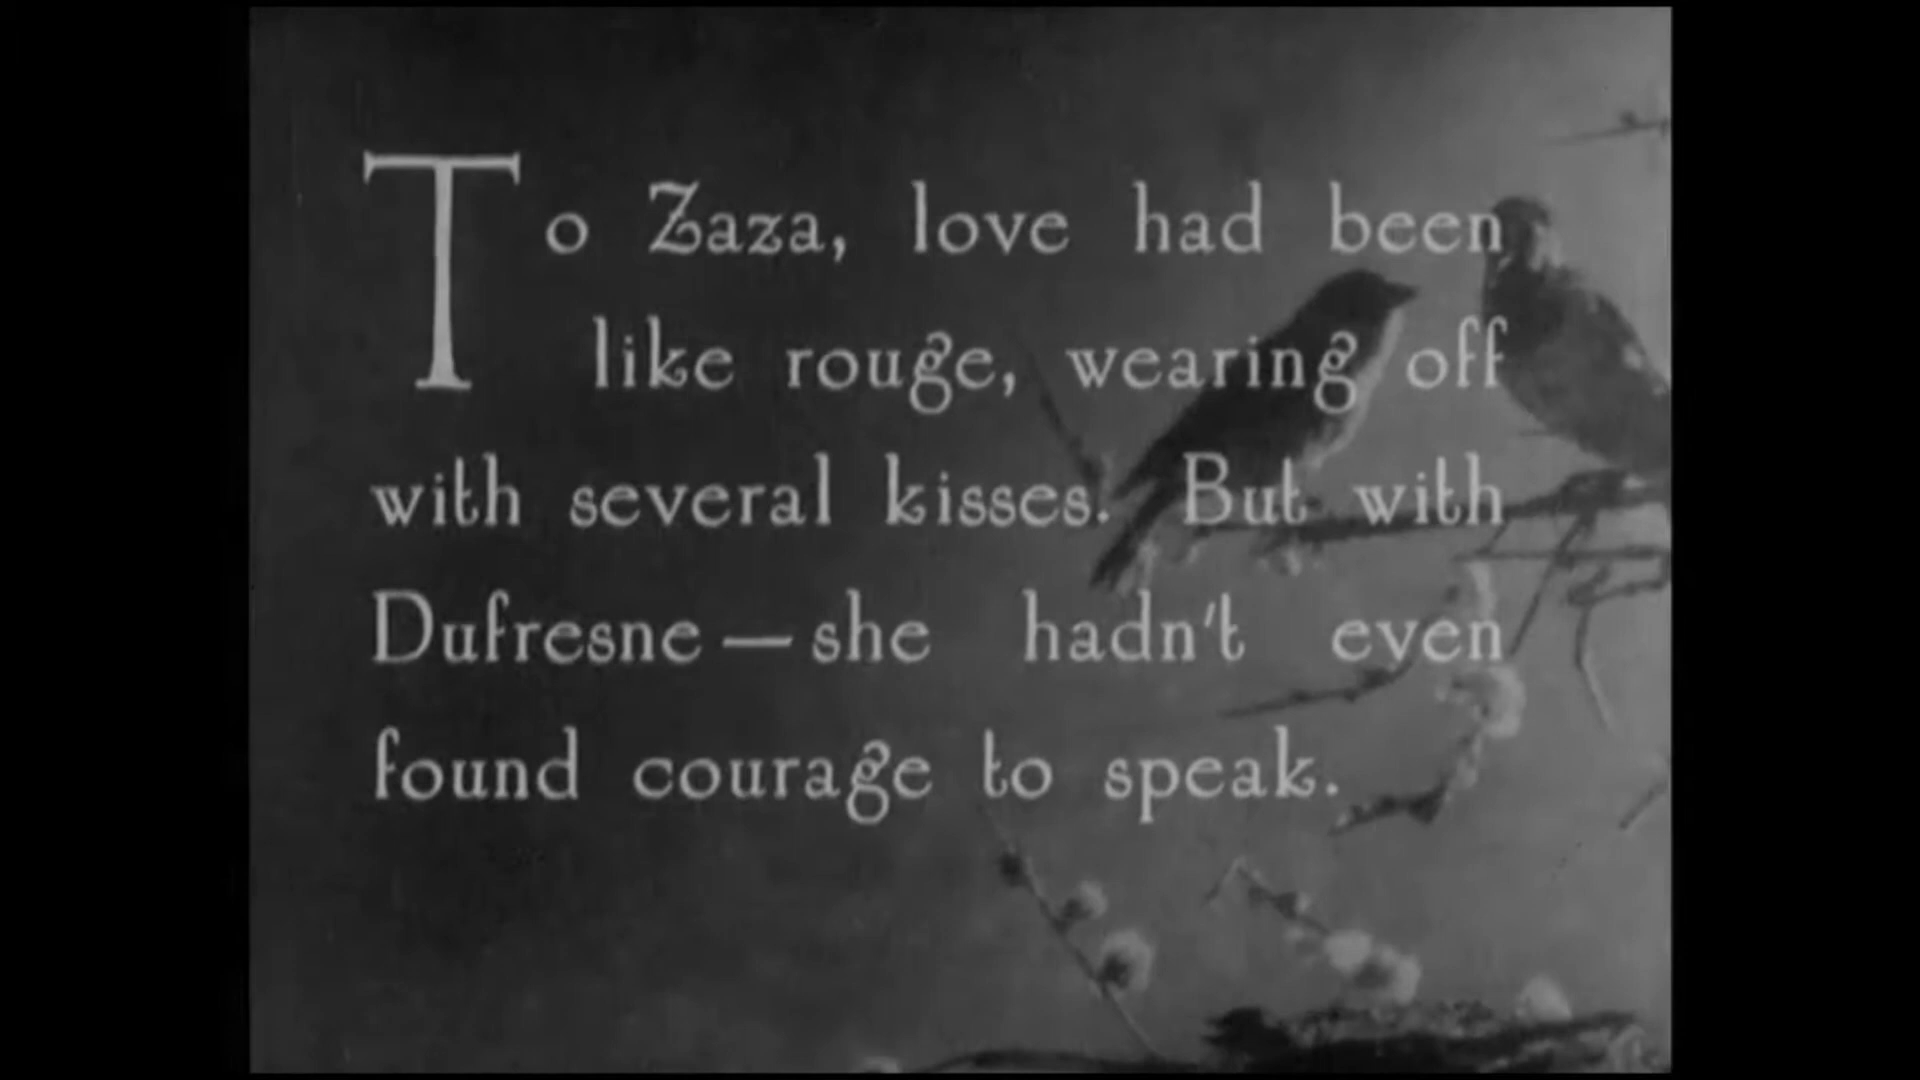 To Zaza, love had been
like rouge, wearing off
with several kisses. But with
Dufresne — she hadn't even
found courage to speak.